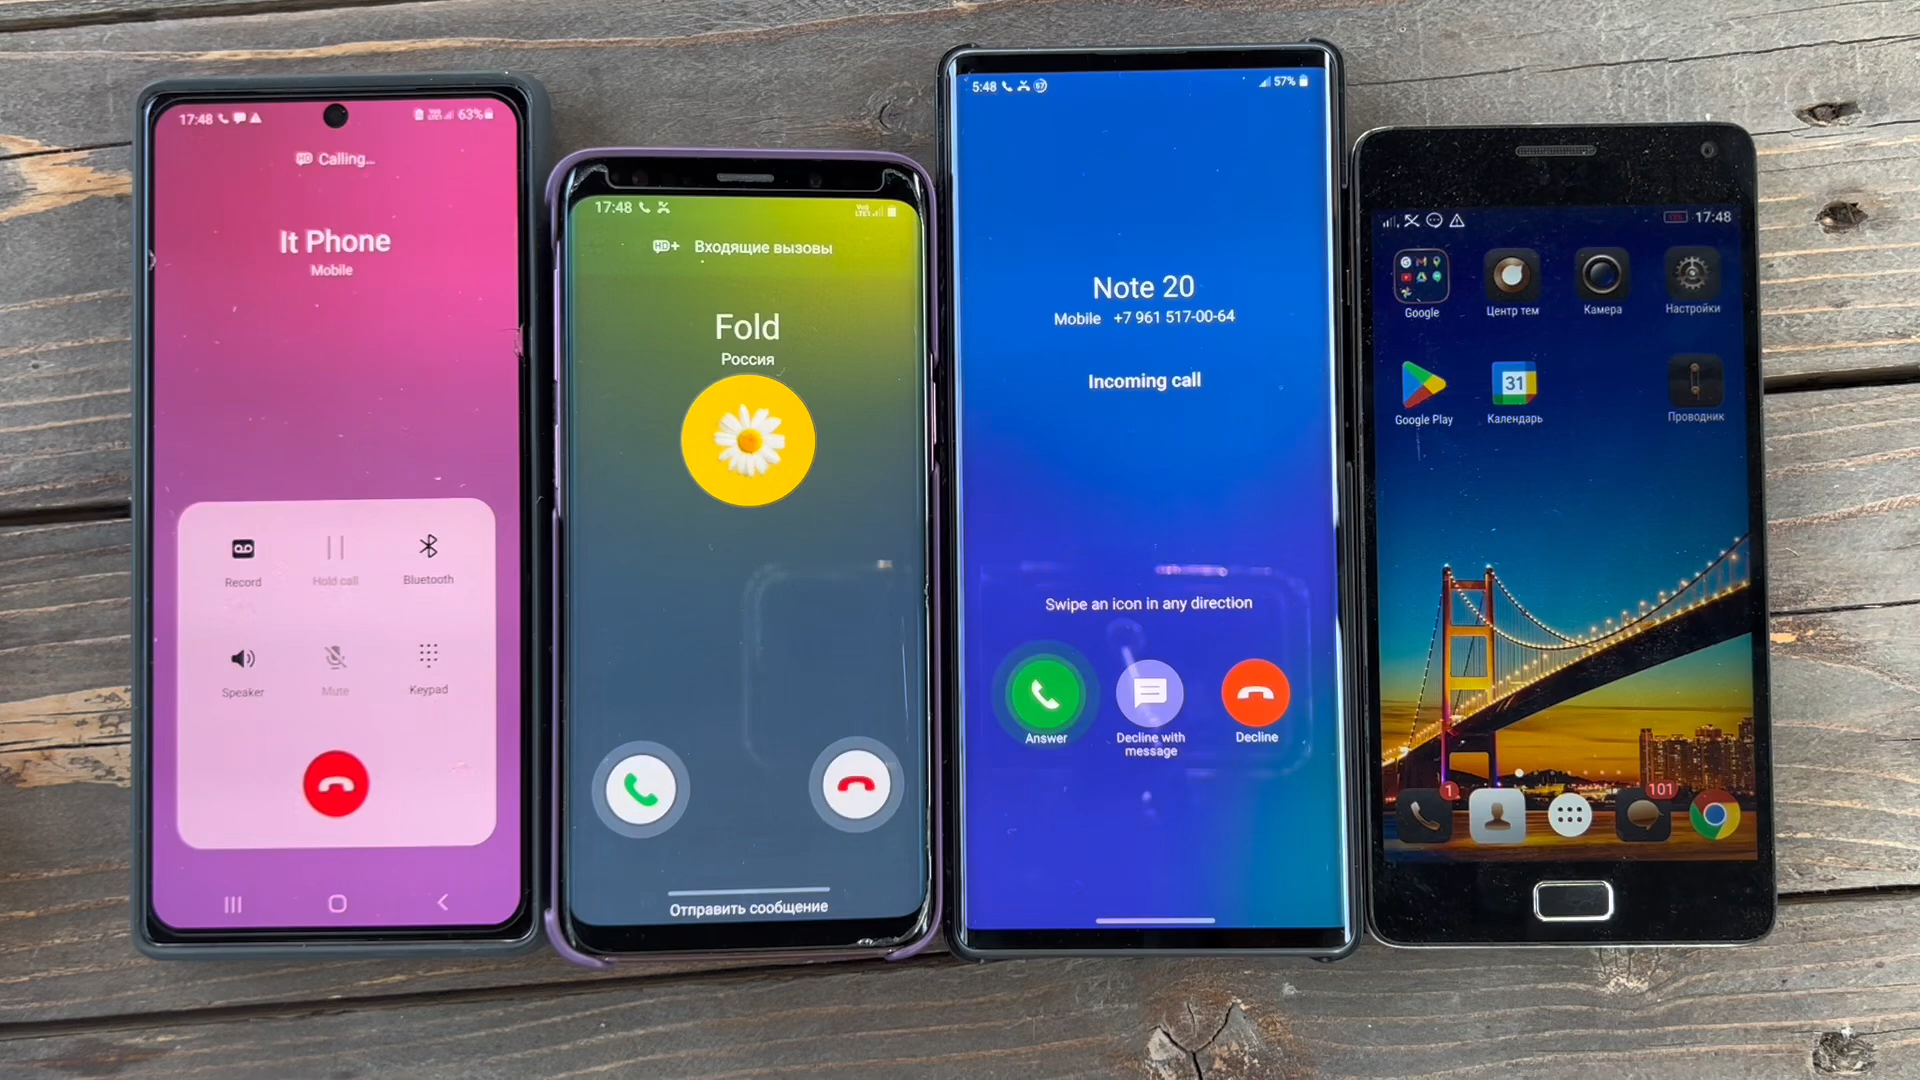 17:48
63%
Calling...
It Phone
Mobile
Record
Hold call
Bluetooth
Speaker
Mute
Keypad
17:48
HD+ Входящие вызовы
Fold
Россия
Отправить сообщение
5:48
57%
Note 20
Mobile +7 961 517-00-64
Incoming call
Swipe an icon in any direction
Answer
Decline with
message
Decline
17:48
Google
Центр тем
Камера
Настройки
31
Google Play
Календарь
Проводник
1
101